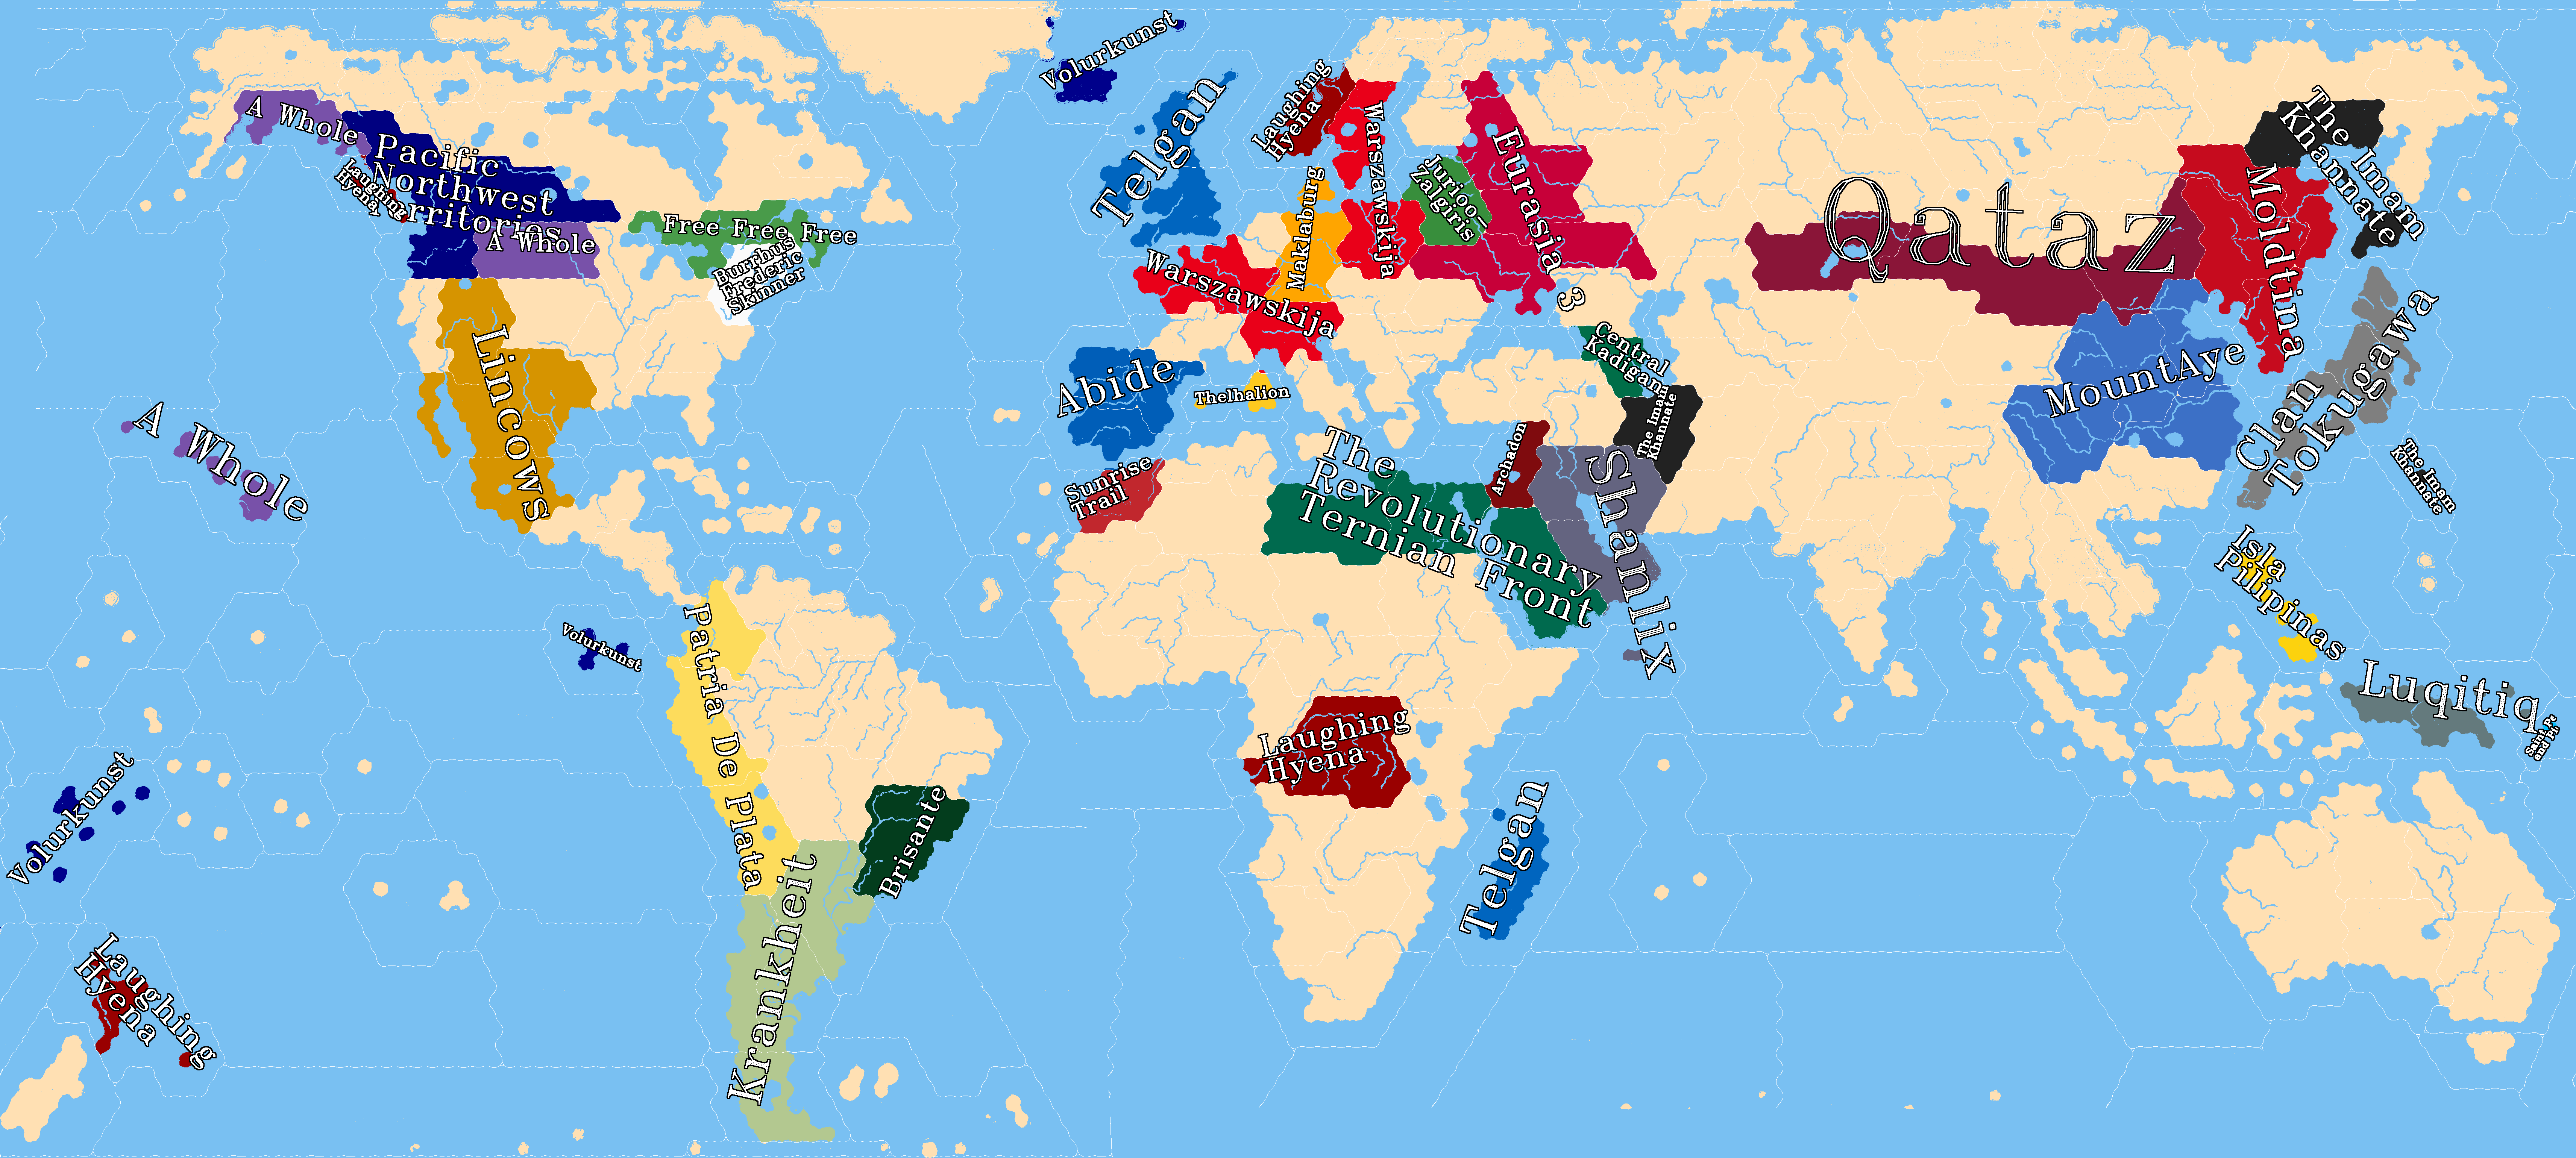 Volurkunst
A Whole
Pacific
Northwest
Territories
Laughing
Hyena
A Whole
Free Free Free
Burrhus
Frederic
Skinner
Lincows
A Whole
Volurkunst
Patria De Plata
Volurkunst
Brisante
Krankheit
Laughing
Hyena
Telgan
Laughing
Hyena
Warszawskija
Maklaburg
Jurioor
Zalgiris
Eurasia 3
Warszawskija
Abide
Thelhalion
Sunrise
Trail
Central
Kadigan
The Imam
Khannate
Archadon
Shanlix
The
Revolutionary
Ternian Front
Laughing
Hyena
Telgan
Qataz
The Imam
Khannate
Moldtina
MountAye
Clan
Tokugawa
The Imam
Khannate
Isla
Pilipinas
Luqitiq